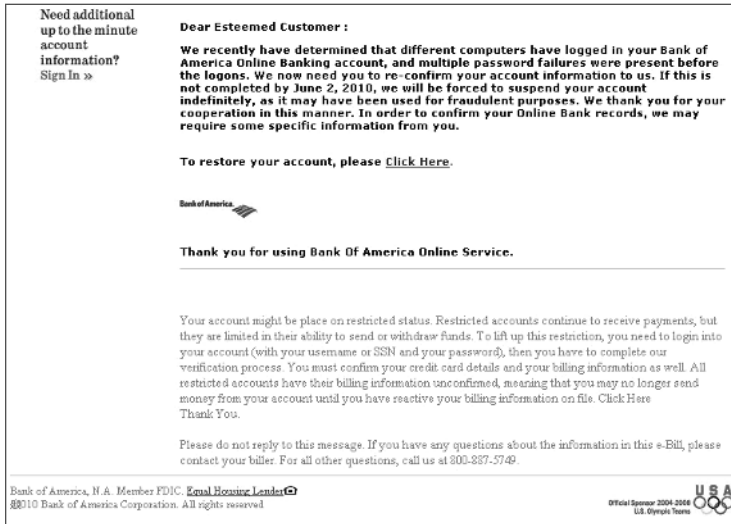 Need additional
up to the minute
account
information?
Sign In »
Dear Esteemed Customer :
We recently have determined that different computers have logged in your Bank of
America Online Banking account, and multiple password failures were present before
the logons. We now need you to re-confirm your account information to us. If this is
not completed by June 2, 2010, we will be forced to suspend your account
indefinitely, as it may have been used for fraudulent purposes. We thank you for your
cooperation in this manner. In order to confirm your Online Bank records, we may
require some specific information from you.
To restore your account, please Click Here.
Bank of America.
Thank you for using Bank Of America Online Service.
Your account might be place on restricted status. Restricted accounts continue to receive payments, but
they are limited in their ability to send or withdraw funds. To lift up this restriction, you need to login into
your account (with your username or SSN and your password), then you have to complete our
verification process. You must confirm your credit card details and your billing information as well. All
restricted accounts have their billing information unconfirmed, meaning that you may no longer send
money from your account until you have reactive your billing information on file. Click Here
Thank You.
Please do not reply to this message. If you have any questions about the information in this e-Bill, please
contact your biller. For all other questions, call us at 800-887-5749.
Bank of America, N.A. Member FDIC. Equal Housing Lender
2010 Bank of America Corporation. All rights reserved
USA
Official Sponsor 2004-2008
U.S. Olympic Teams